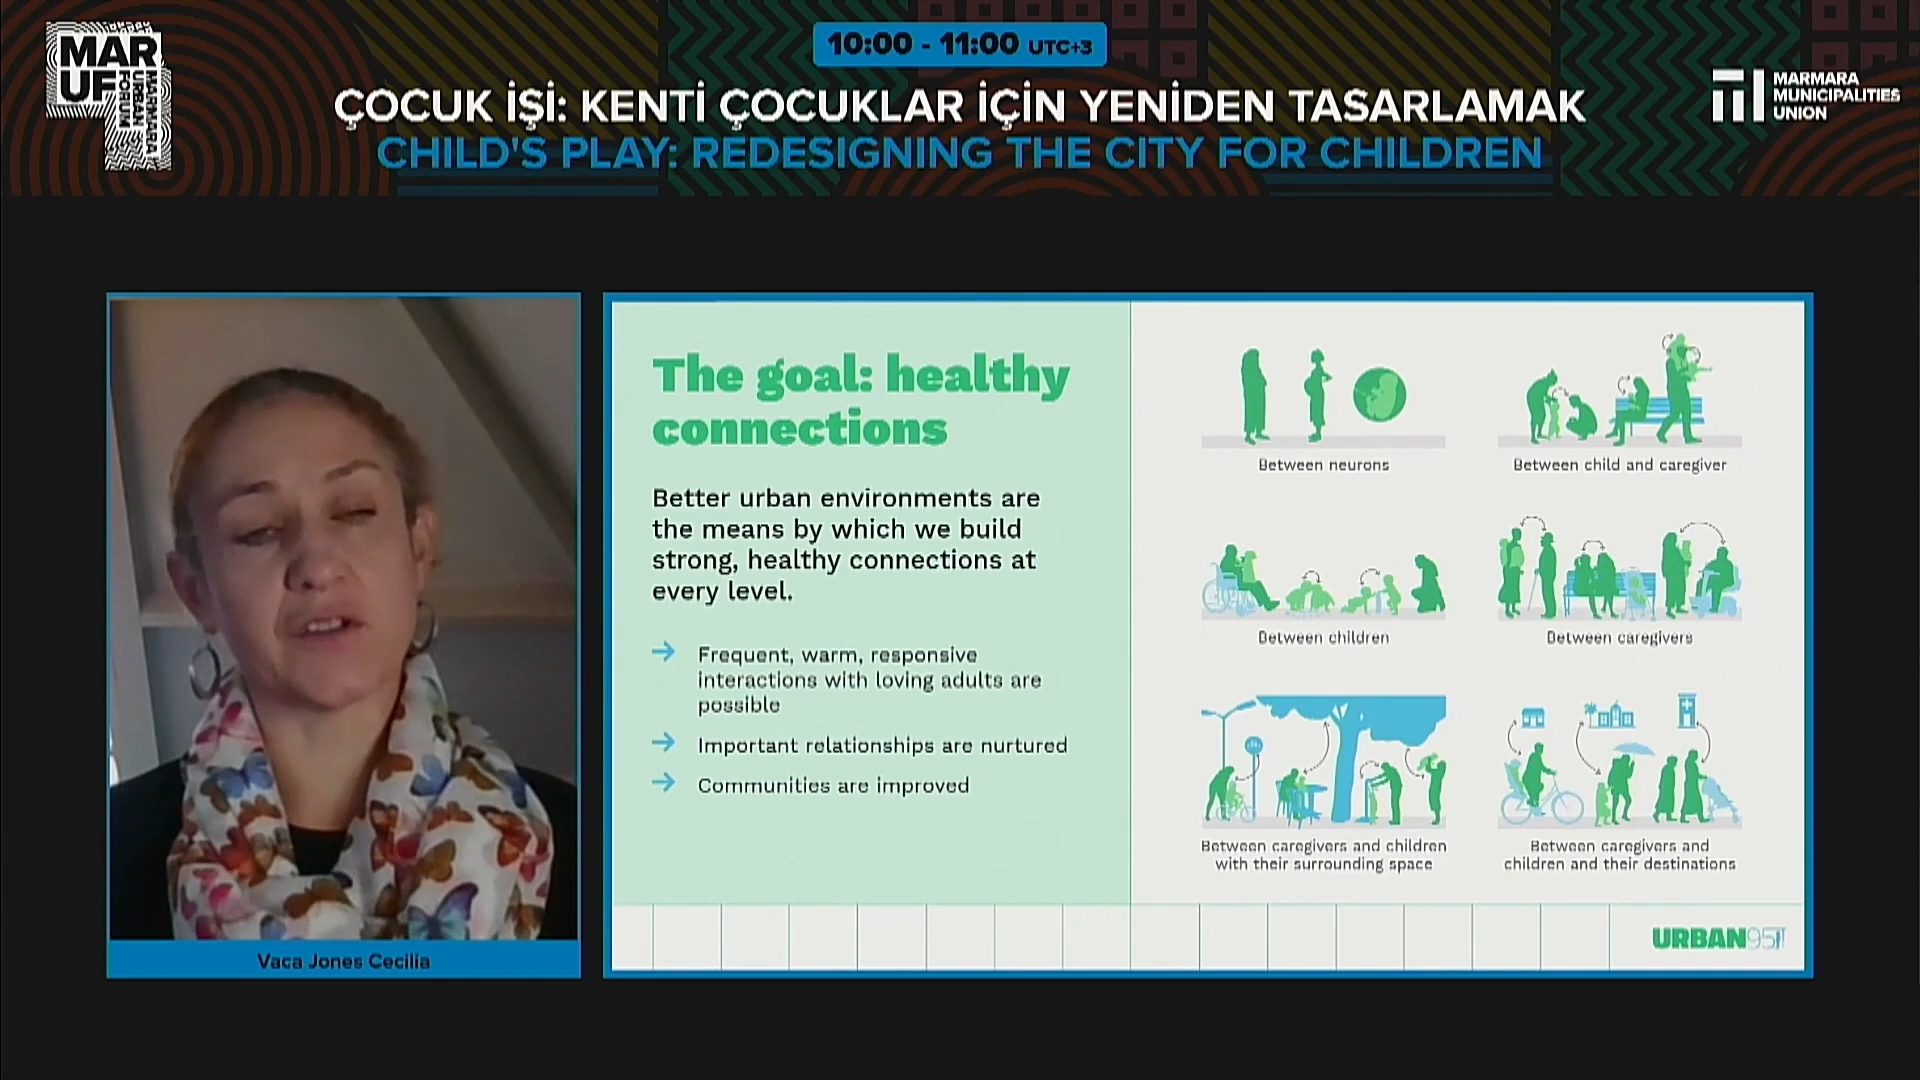 MAR
UF
MARMARA
URBAN
FORUM
10:00 - 11:00 UTC+3
ÇOCUK İŞİ: KENTİ ÇOCUKLAR İÇİN YENİDEN TASARLAMAK
CHILD'S PLAY: REDESIGNING THE CITY FOR CHILDREN
MARMARA
MUNICIPALITIES
UNION
Vaca Jones Cecilia
The goal: healthy
connections
Better urban environments are
the means by which we build
strong, healthy connections at
every level.
→ Frequent, warm, responsive
interactions with loving adults are
possible
→ Important relationships are nurtured
→ Communities are improved
Between neurons
Between child and caregiver
Between children
Between caregivers
Between caregivers and children
with their surrounding space
Between caregivers and
children and their destinations
URBAN95